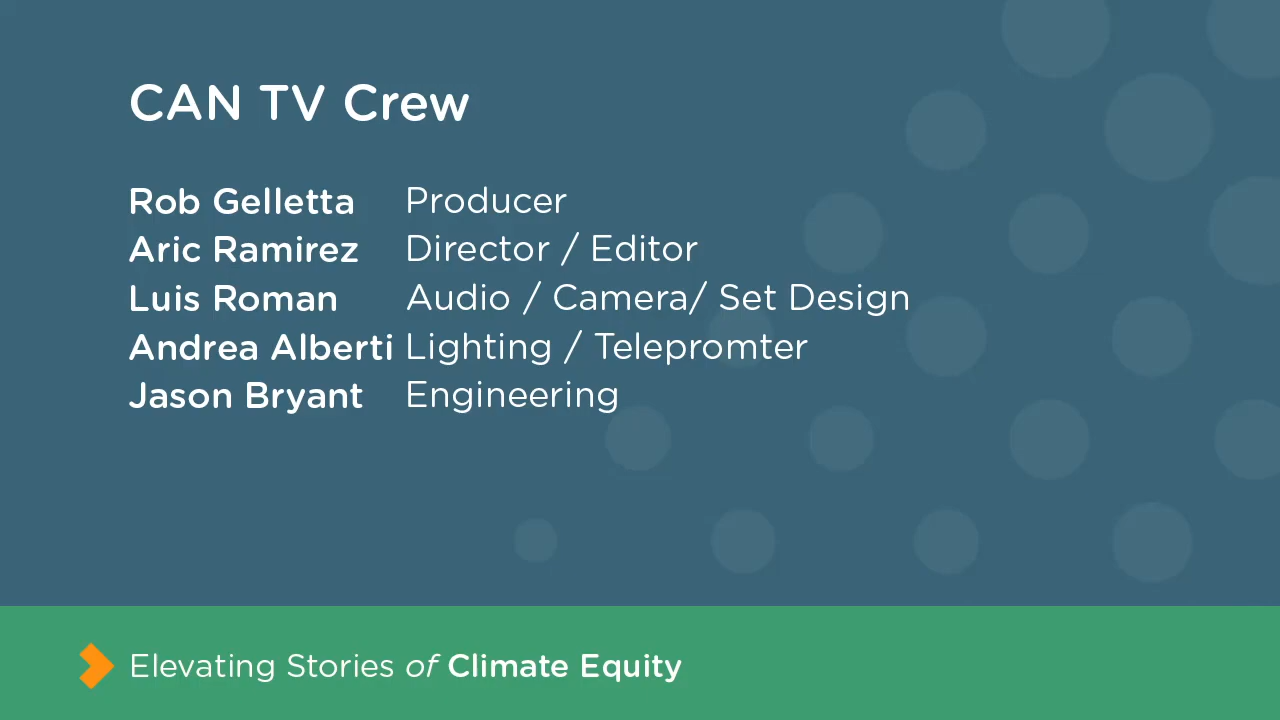 CAN TV Crew
Rob Gelletta Producer
Aric Ramirez Director / Editor
Luis Roman Audio / Camera/ Set Design
Andrea Alberti Lighting / Telepromter
Jason Bryant Engineering
Elevating Stories of Climate Equity